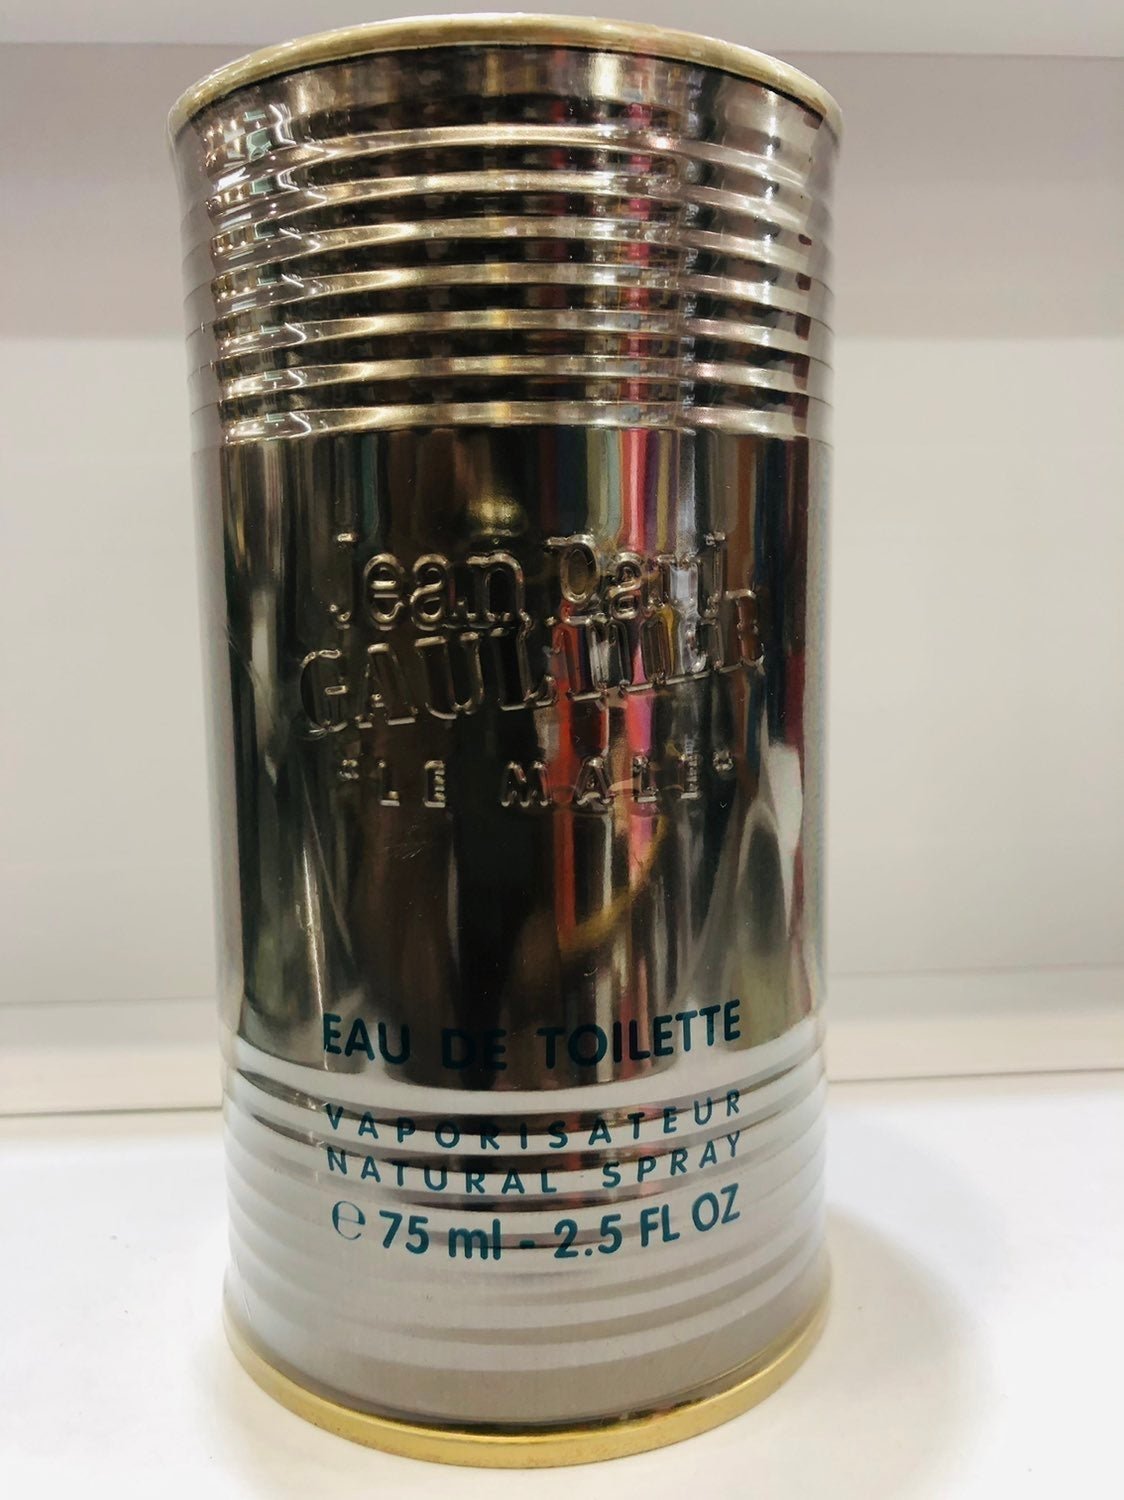 Jean Paul
GAULTIER
"LE MALE"
EAU DE TOILETTE
VAPORISATEUR
NATURAL SPRAY
℮ 75 ml - 2.5 FL OZ